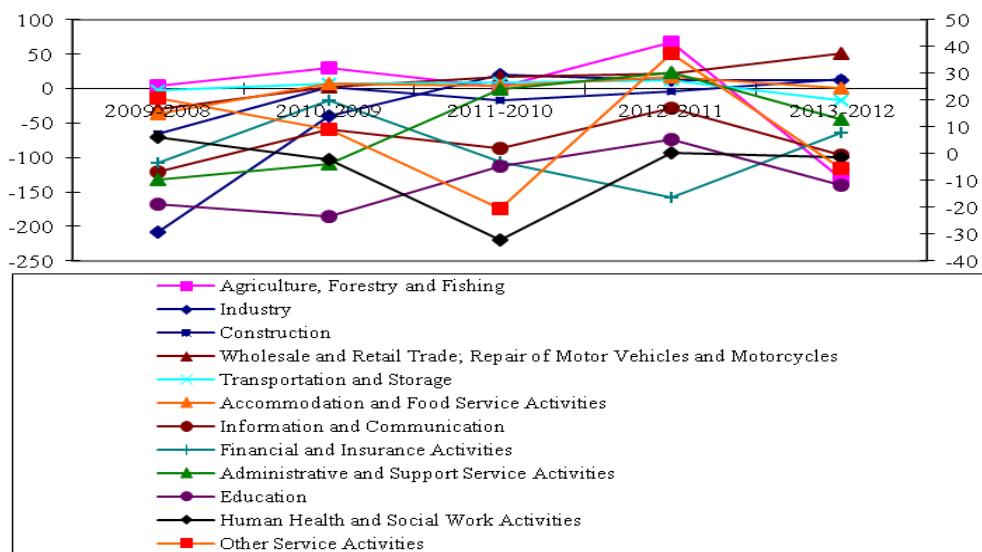 100 50
50 40
0 30
2009-2008 2010-2009 2011-2010 2012-2011 2013-2012
-50 20
-100 10
-150 0
-200 -10
-250 -20
-30
-40
Agriculture, Forestry and Fishing
Industry
Construction
Wholesale and Retail Trade; Repair of Motor Vehicles and Motorcycles
Transportation and Storage
Accommodation and Food Service Activities
Information and Communication
Financial and Insurance Activities
Administrative and Support Service Activities
Education
Human Health and Social Work Activities
Other Service Activities